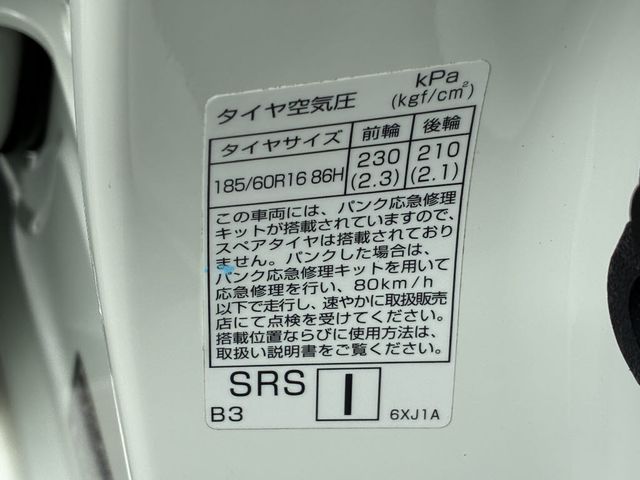 タイヤ空気圧 kPa (kgf/cm²)
タイヤサイズ 前輪 後輪
185/60R16 86H 230 (2.3) 210 (2.1)
この車両には、パンク応急修理
キットが搭載されていますので、
スペアタイヤは搭載されており
ません。パンクした場合は、
パンク応急修理キットを用いて
応急修理を行い、80km/h
以下で走行し、速やかに取扱販売
店にて点検を受けてください。
搭載位置ならびに使用方法は、
取扱い説明書をご覧ください。
SRS I
B3 6XJ1A